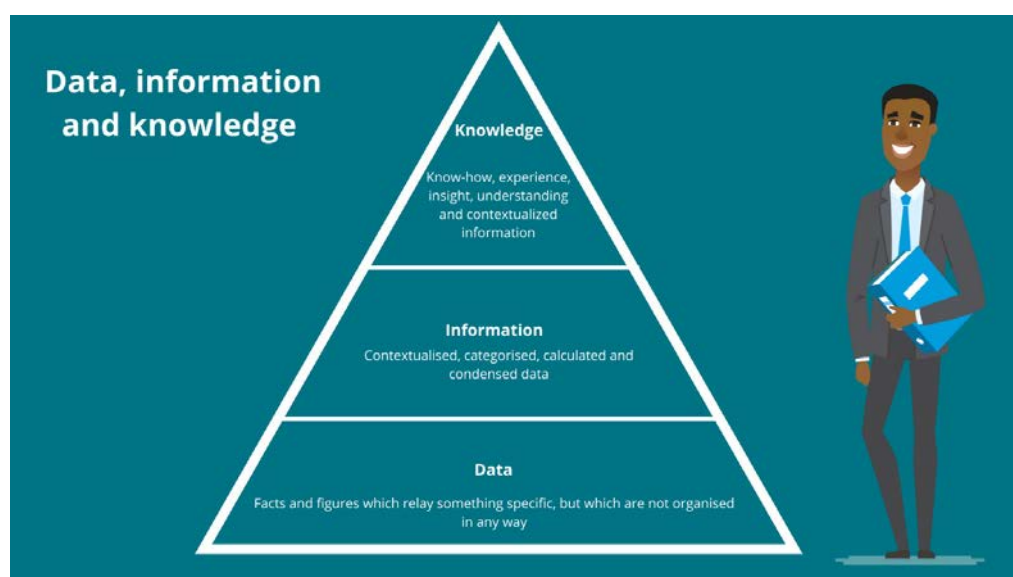 Data, information
and knowledge
Knowledge
Know-how, experience,
insight, understanding
and contextualized
information
Information
Contextualised, categorised, calculated and
condensed data
Data
Facts and figures which relay something specific, but which are not organised
in any way